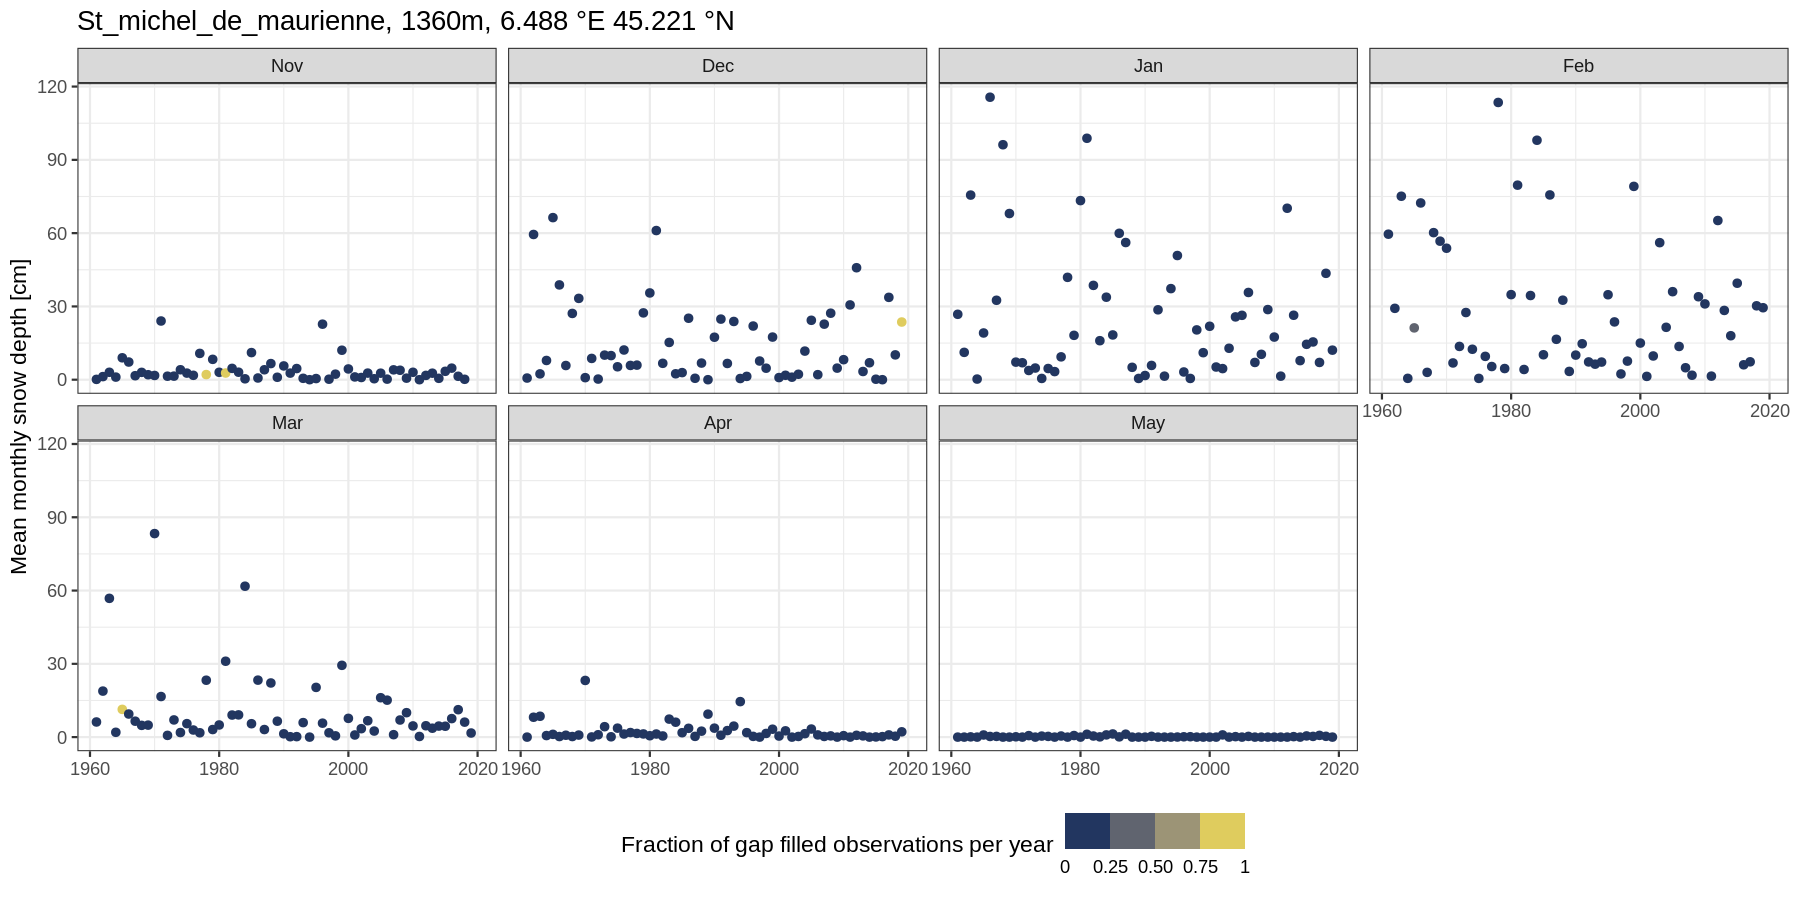 St_michel_de_maurienne, 1360m, 6.488 °E 45.221 °N
Nov Dec Jan Feb
120
90
60
30
0
1960 1980 2000 2020
Mar Apr May
120
90
60
30
0
1960 1980 2000 2020 1960 1980 2000 2020 1960 1980 2000 2020
Mean monthly snow depth [cm]
Fraction of gap filled observations per year
0 0.25 0.50 0.75 1